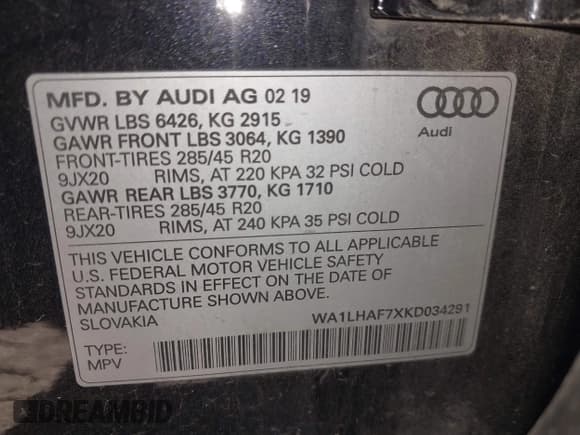 MFD. BY AUDI AG 02 19
GVWR LBS 6426, KG 2915
GAWR FRONT LBS 3064, KG 1390
FRONT-TIRES 285/45 R20
9JX20 RIMS, AT 220 KPA 32 PSI COLD
GAWR REAR LBS 3770, KG 1710
REAR-TIRES 285/45 R20
9JX20 RIMS, AT 240 KPA 35 PSI COLD
Audi
THIS VEHICLE CONFORMS TO ALL APPLICABLE
U.S. FEDERAL MOTOR VEHICLE SAFETY
STANDARDS IN EFFECT ON THE DATE OF
MANUFACTURE SHOWN ABOVE.
SLOVAKIA WA1LHAF7XKD034291
TYPE:
MPV
DREAMBID